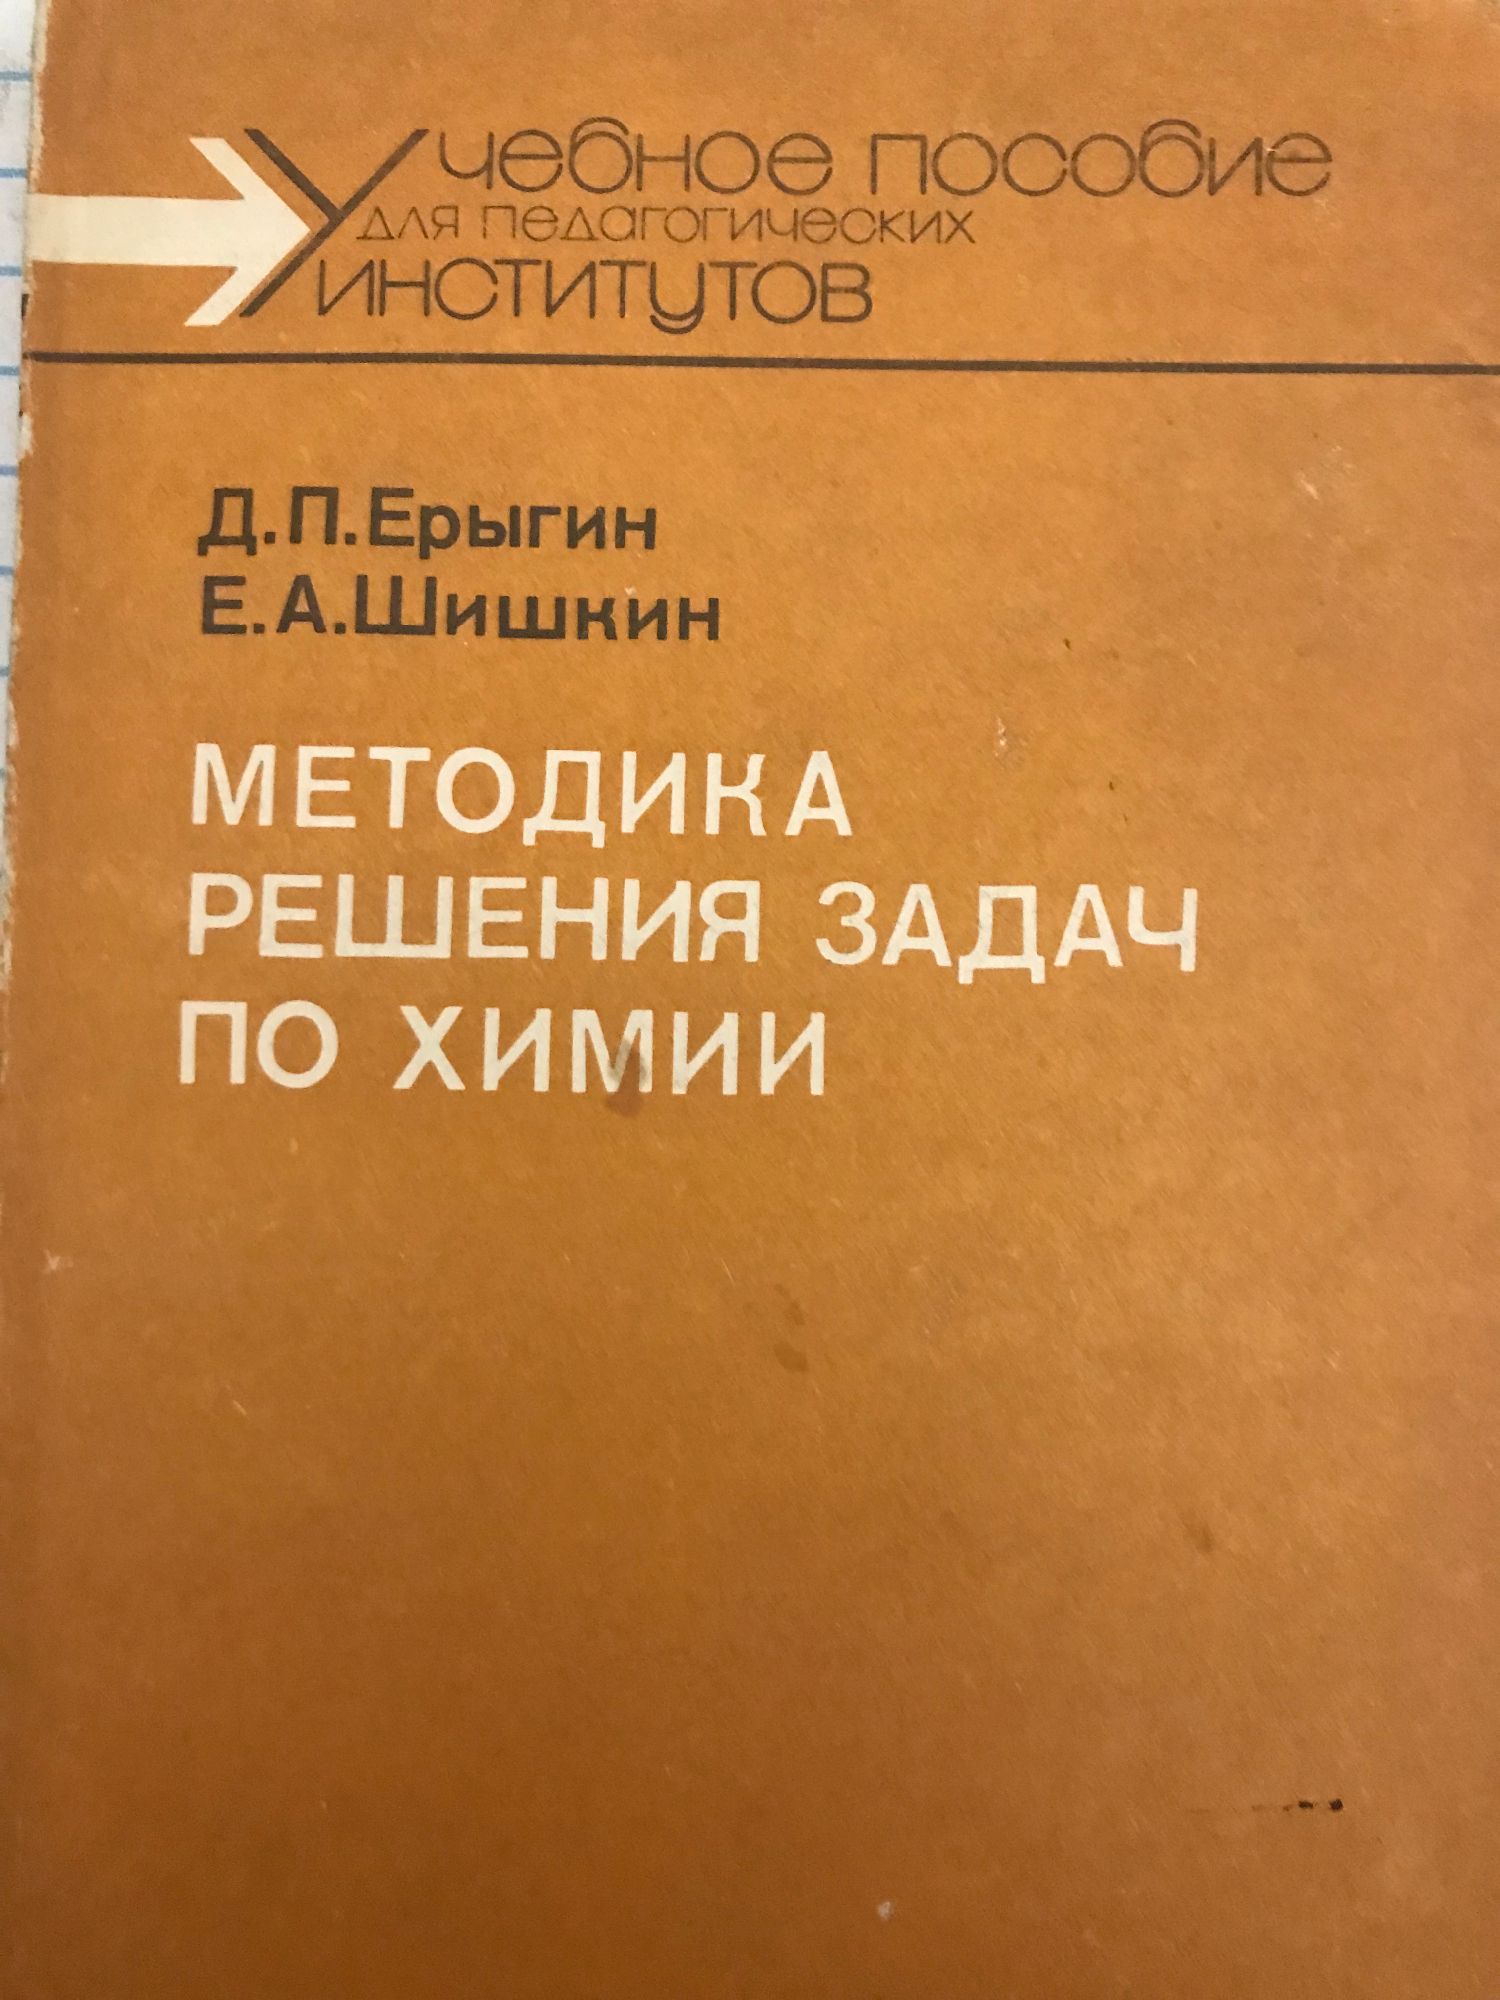 Учебное пособие
для педагогических
институтов
Д.П.Ерыгин
Е.А.Шишкин
МЕТОДИКА
РЕШЕНИЯ ЗАДАЧ
ПО ХИМИИ